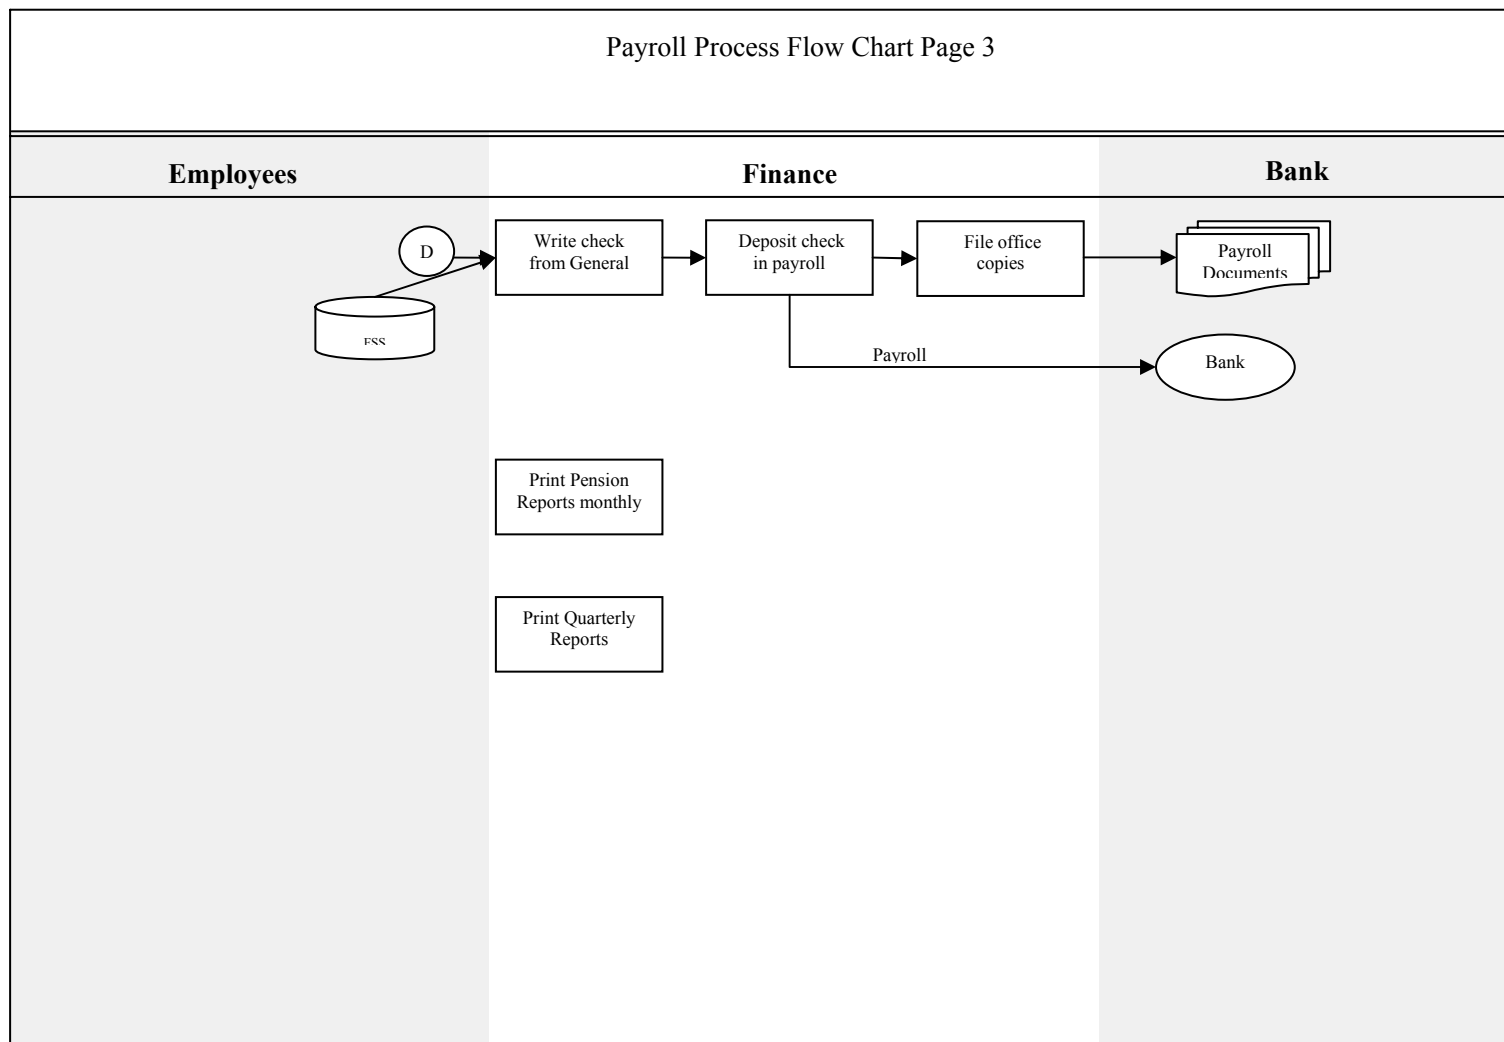 Payroll Process Flow Chart Page 3
Employees
Finance
Bank
D
Write check
from General
Deposit check
in payroll
File office
copies
Payroll
Documents
Payroll
Bank
Print Pension
Reports monthly
Print Quarterly
Reports